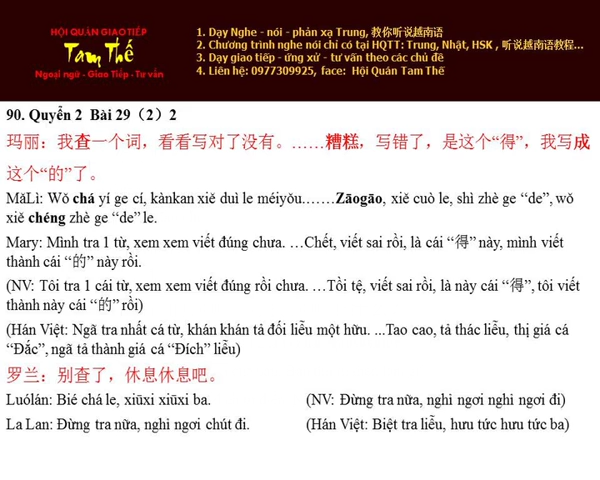 HỘI QUÁN GIAO TIẾP
Tam Thế
Ngoại ngữ - Giao Tiếp - Tư vấn
1. Dạy Nghe - nói - phản xạ Trung, 教你听说越南语
2. Chương trình nghe nói chỉ có tại HQTT: Trung, Nhật, HSK , 听说越南语教程...
3. Dạy giao tiếp - ứng xử - tư vấn theo các chủ đề
4. Liên hệ: 0977309925, face: Hội Quán Tam Thế
90. Quyển 2 Bài 29（2）2
玛丽：我查一个词，看看写对了没有。……糟糕，写错了，是这个“得”，我写成
这个“的”了。
MǎLì: Wǒ chá yí ge cí, kànkan xiě duì le méiyǒu.……Zāogāo, xiě cuò le, shì zhè ge “de”, wǒ
xiě chéng zhè ge “de” le.
Mary: Mình tra 1 từ, xem xem viết đúng chưa. …Chết, viết sai rồi, là cái “得” này, mình viết
thành cái “的” này rồi.
(NV: Tôi tra 1 cái từ, xem xem viết đúng rồi chưa. …Tồi tệ, viết sai rồi, là này cái “得”, tôi viết
thành này cái “的” rồi)
(Hán Việt: Ngã tra nhất cá từ, khán khán tả đối liễu một hữu. ...Tao cao, tả thác liễu, thị giá cá
“Đắc”, ngã tả thành giá cá “Đích” liễu)
罗兰：别查了，休息休息吧。
Luólán: Bié chá le, xiūxi xiūxi ba. (NV: Đừng tra nữa, nghỉ ngơi nghỉ ngơi đi)
La Lan: Đừng tra nữa, nghỉ ngơi chút đi. (Hán Việt: Biệt tra liễu, hưu tức hưu tức ba)